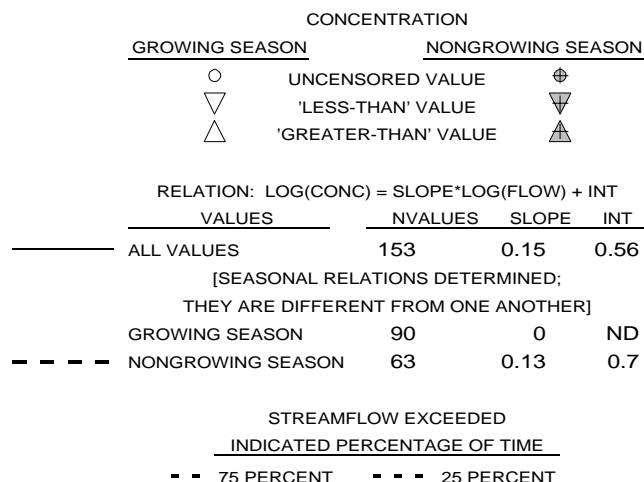 CONCENTRATION
GROWING SEASON NONGROWING SEASON
UNCENSORED VALUE
'LESS-THAN' VALUE
'GREATER-THAN' VALUE
RELATION: LOG(CONC) = SLOPE*LOG(FLOW) + INT
VALUES NVALUES SLOPE INT
ALL VALUES 153 0.15 0.56
[SEASONAL RELATIONS DETERMINED;
THEY ARE DIFFERENT FROM ONE ANOTHER]
GROWING SEASON 90 0 ND
NONGROWING SEASON 63 0.13 0.7
STREAMFLOW EXCEEDED
INDICATED PERCENTAGE OF TIME
75 PERCENT 25 PERCENT